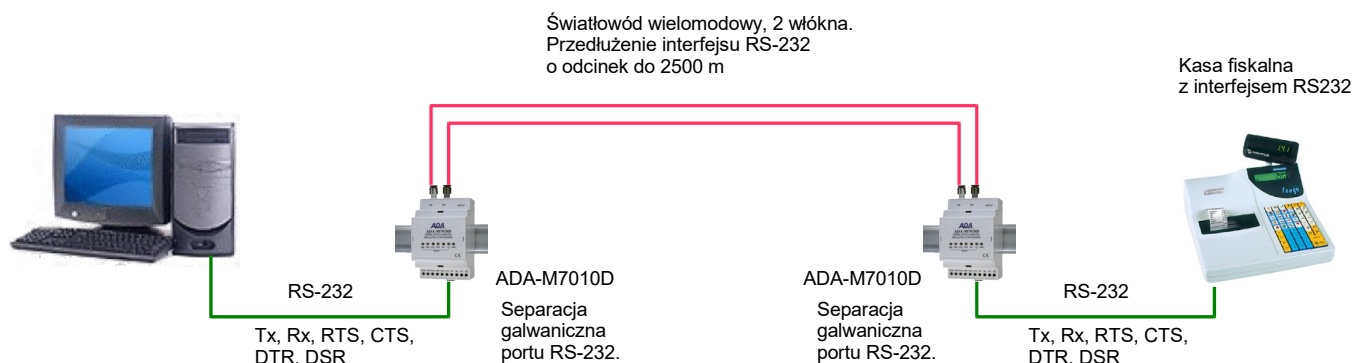 Światłowód wielomodowy, 2 włókna.
Przedłużenie interfejsu RS-232
o odcinek do 2500 m
Kasa fiskalna
z interfejsem RS232
ADA
ADA
ADA-M7010D
Separacja
galwaniczna
portu RS-232.
ADA-M7010D
Separacja
galwaniczna
portu RS-232.
RS-232
Tx, Rx, RTS, CTS,
DTR, DSR
RS-232
Tx, Rx, RTS, CTS,
DTR, DSR